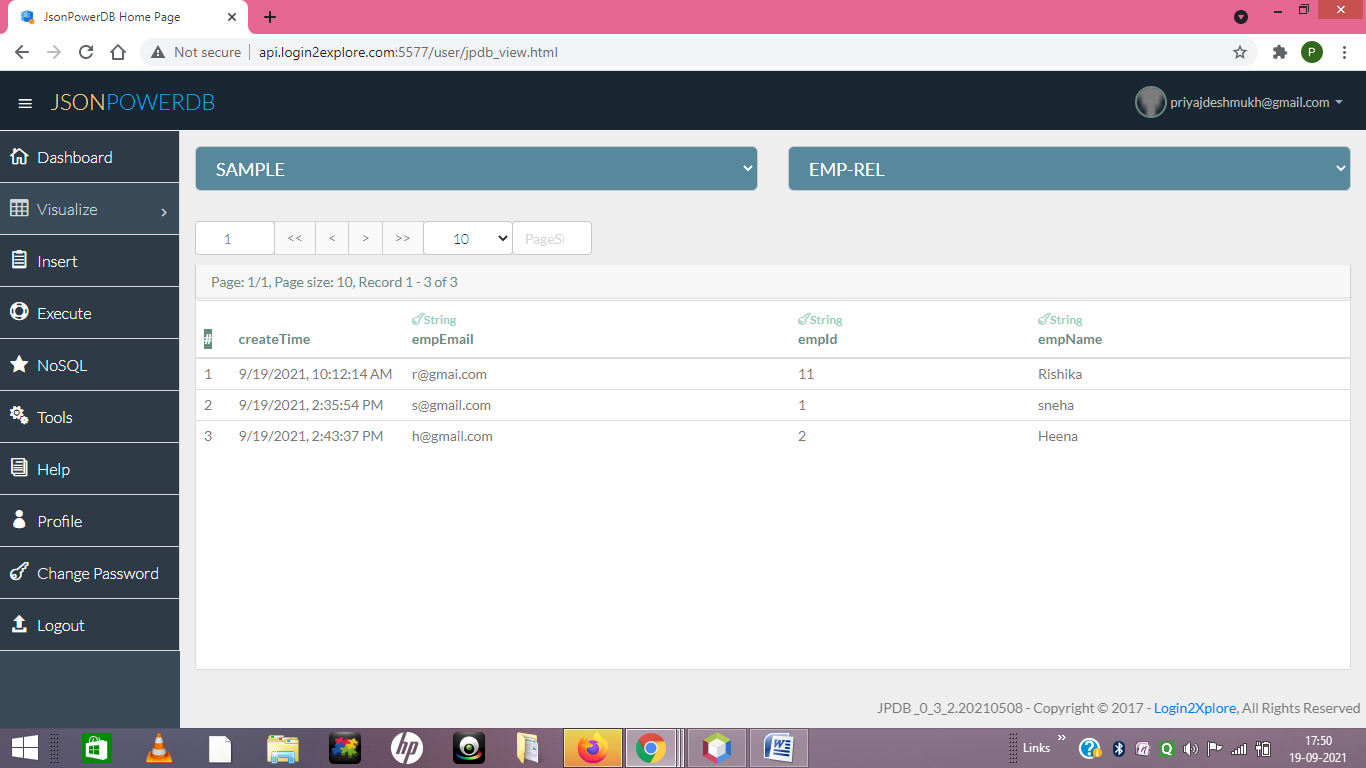 JsonPowerDB Home Page
Not secure | api.login2explore.com:5577/user/jpdb_view.html
P
JSONPOWERDB
priyajdeshmukh@gmail.com
Dashboard
Visualize
Insert
Execute
NoSQL
Tools
Help
Profile
Change Password
Logout
SAMPLE EMP-REL
1 << < > >> 10 PageSi
Page: 1/1, Page size: 10, Record 1 - 3 of 3
String String String
# createTime empEmail empId empName
1 9/19/2021, 10:12:14 AM r@gmai.com 11 Rishika
2 9/19/2021, 2:35:54 PM s@gmail.com 1 sneha
3 9/19/2021, 2:43:37 PM h@gmail.com 2 Heena
JPDB _0_3_2.20210508 - Copyright © 2017 - Login2Xplore, All Rights Reserved
Links
17:50
19-09-2021